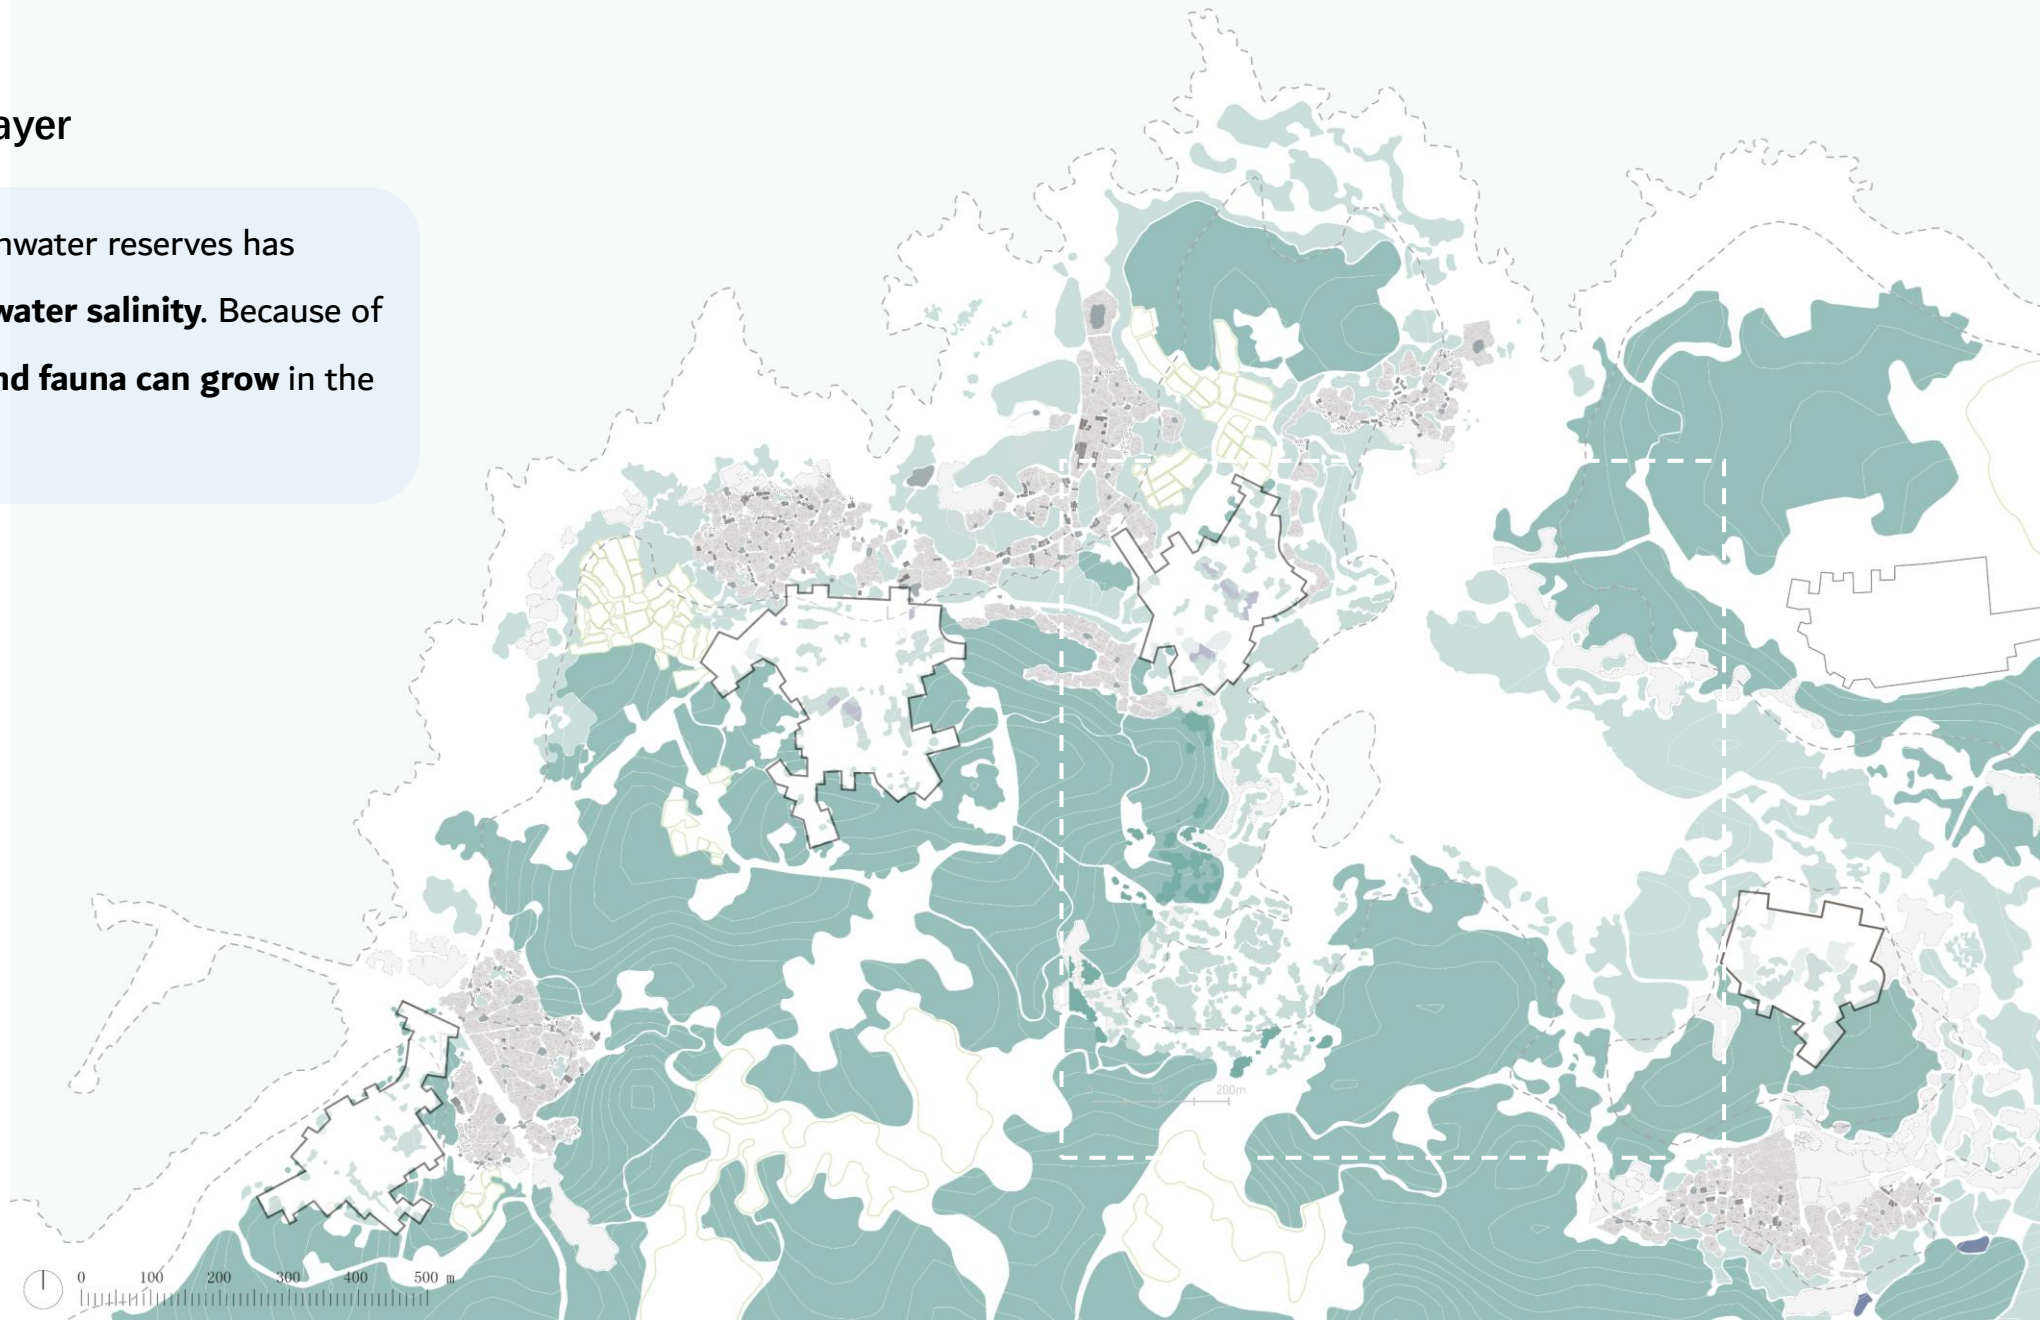 ayer
nwater reserves has
water salinity. Because of
nd fauna can grow in the
200m
0 100 200 300 400 500 m